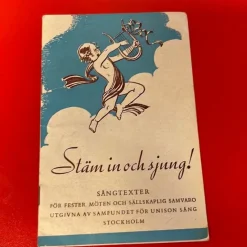 Stäm in och sjung!
SÅNGTEXTER
FÖR FESTER, MÖTEN OCH SÄLLSKAPLIG SAMVARO
UTGIVNA AV SAMFUNDET FÖR UNISON SÅNG
STOCKHOLM